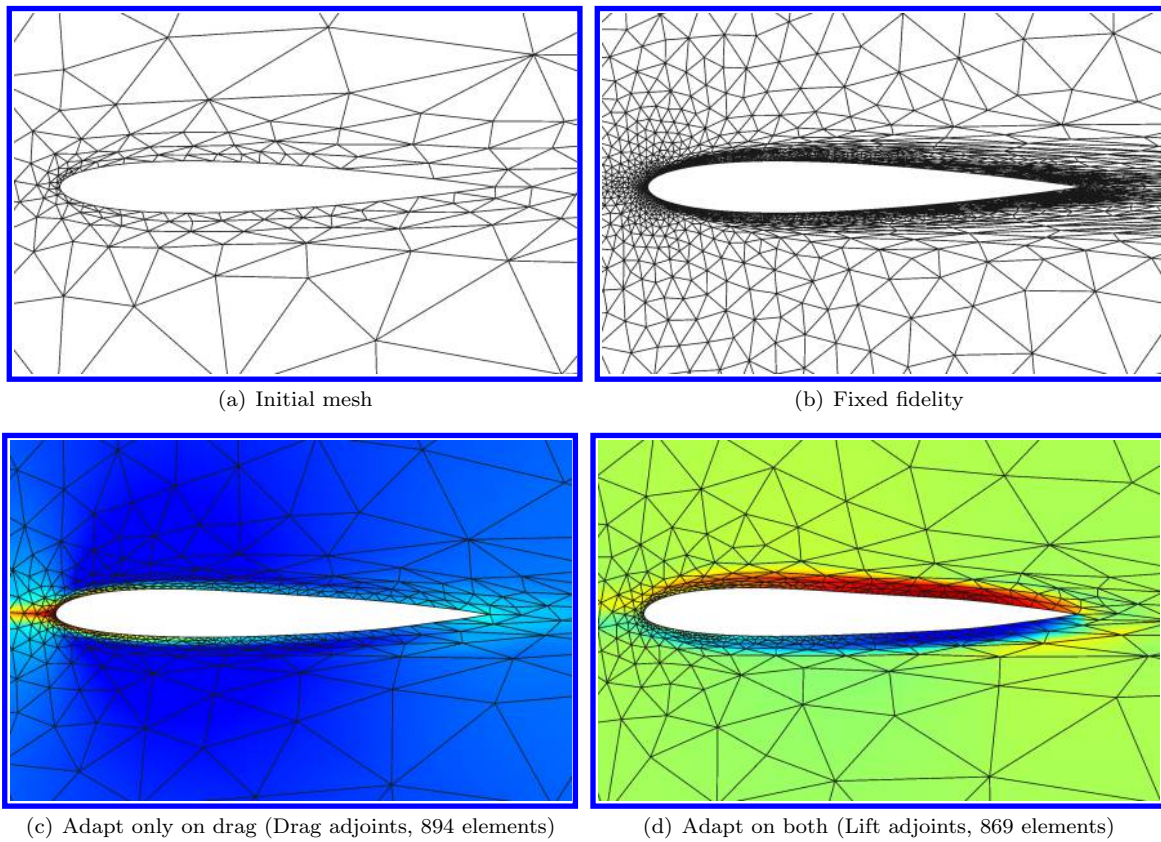 (a) Initial mesh
(b) Fixed fidelity
(c) Adapt only on drag (Drag adjoints, 894 elements)
(d) Adapt on both (Lift adjoints, 869 elements)